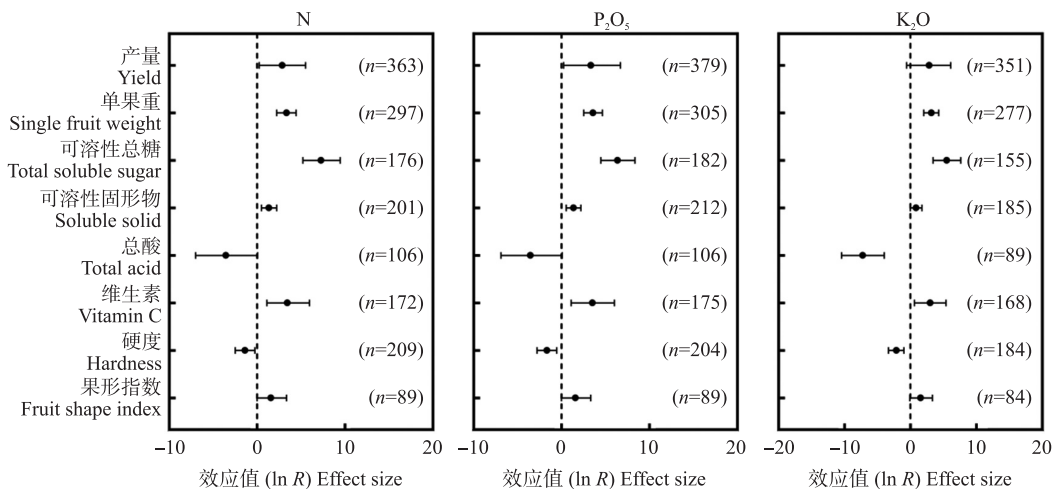 N
P₂O₅
K₂O
产量
Yield
(n=363)
(n=379)
(n=351)
单果重
Single fruit weight
(n=297)
(n=305)
(n=277)
可溶性总糖
Total soluble sugar
(n=176)
(n=182)
(n=155)
可溶性固形物
Soluble solid
(n=201)
(n=212)
(n=185)
总酸
Total acid
(n=106)
(n=106)
(n=89)
维生素
Vitamin C
(n=172)
(n=175)
(n=168)
硬度
Hardness
(n=209)
(n=204)
(n=184)
果形指数
Fruit shape index
(n=89)
(n=89)
(n=84)
−10 0 10 20
−10 0 10 20
−20 −10 0 10 20
效应值 (ln R) Effect size
效应值 (ln R) Effect size
效应值 (ln R) Effect size